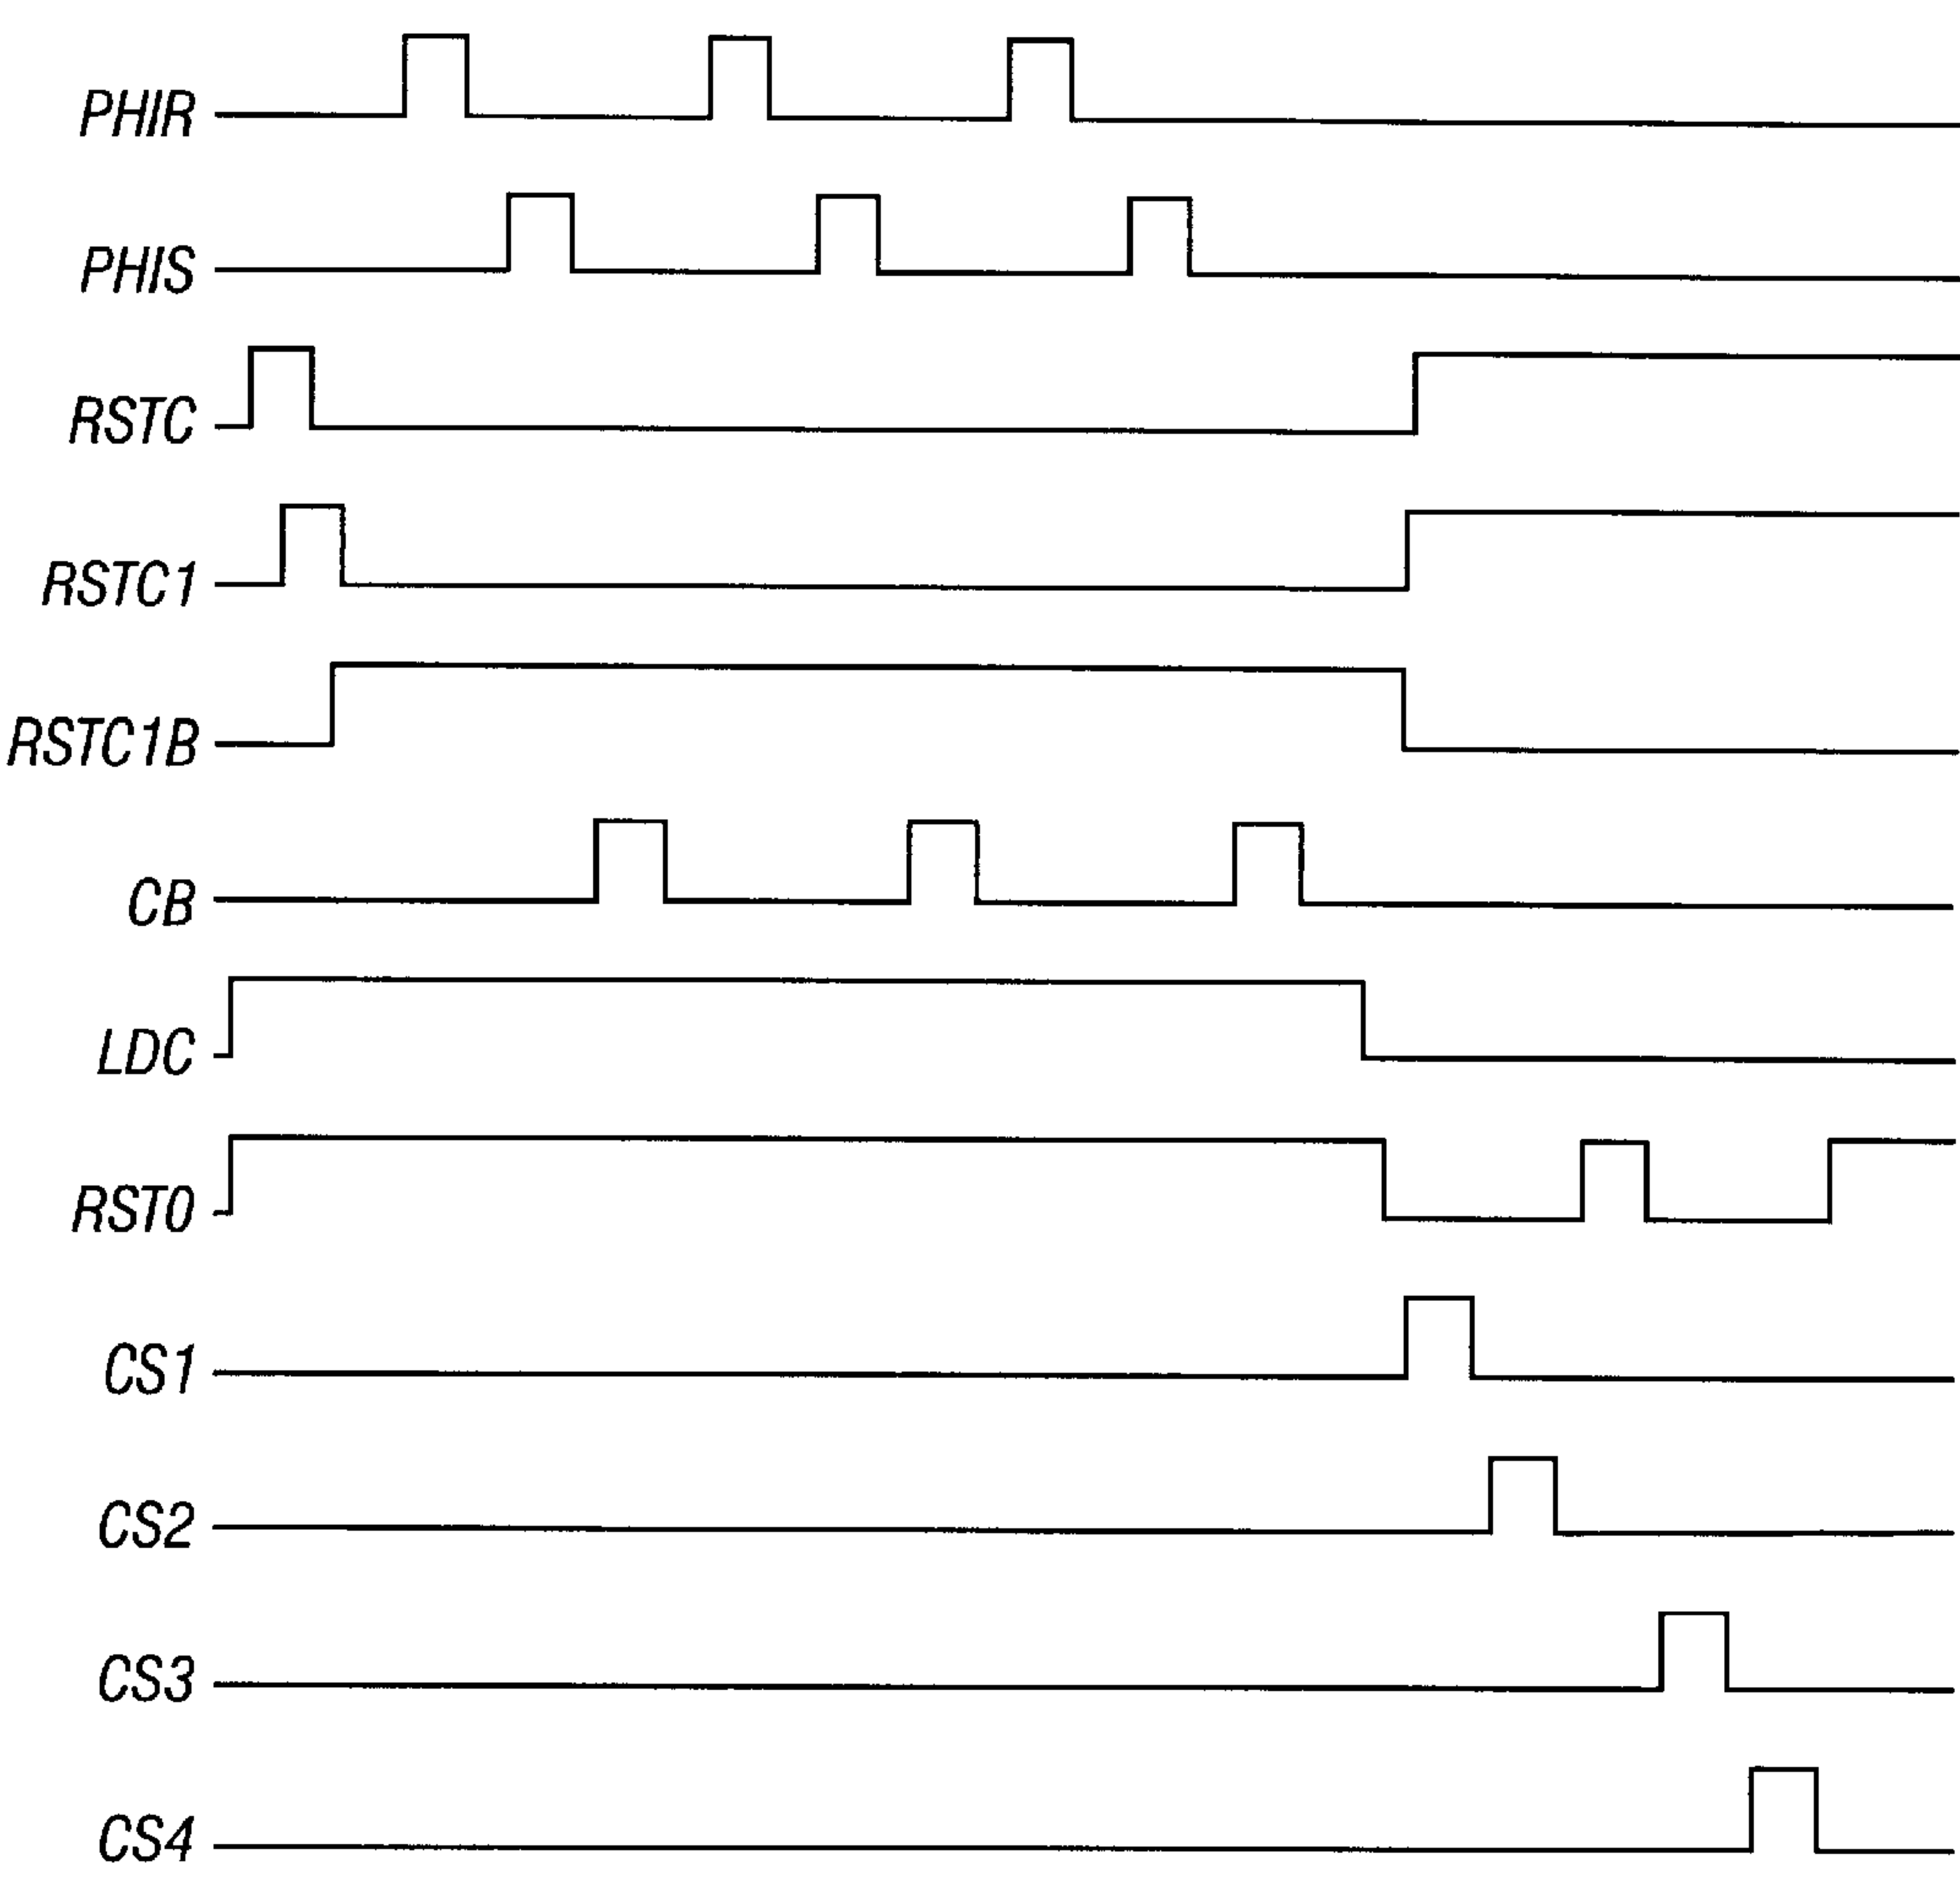 PHIR
PHIS
RSTC
RSTC1
RSTC1B
CB
LDC
RST0
CS1
CS2
CS3
CS4